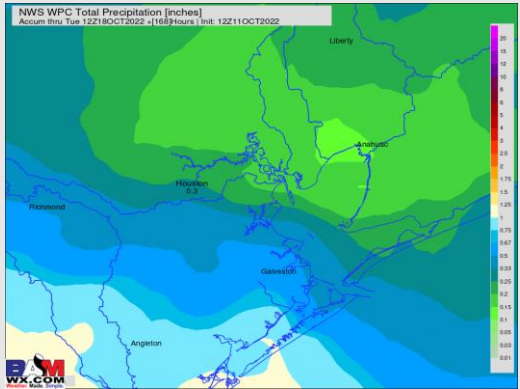 NWS WPC Total Precipitation [inches]
Accum thru Tue 12Z18OCT2022 +[168]Hours | Init: 12Z11OCT2022
Liberty
Anahuac
Houston
0.3
Richmond
Galveston
Angleton
20
15
12
10
8
6
5
4
3
2.5
2
1.75
1.5
1.25
1
0.75
0.67
0.5
0.33
0.25
0.2
0.15
0.1
0.05
0.03
0.01
BAM
WX.COM
Weather Made. Simple.